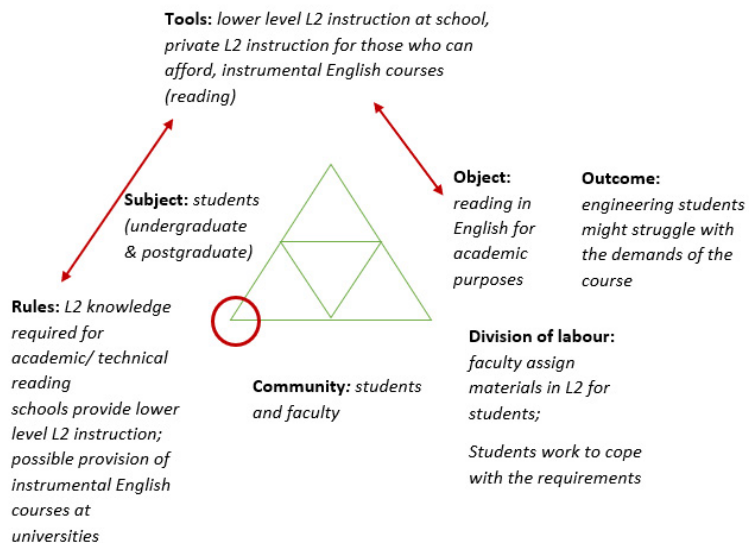 Tools: lower level L2 instruction at school,
private L2 instruction for those who can
afford, instrumental English courses
(reading)
Subject: students
(undergraduate
& postgraduate)
Object:
reading in
English for
academic
purposes
Outcome:
engineering students
might struggle with
the demands of the
course
Rules: L2 knowledge
required for
academic/ technical
reading
schools provide lower
level L2 instruction;
possible provision of
instrumental English
courses at
universities
Community: students
and faculty
Division of labour:
faculty assign
materials in L2 for
students;
Students work to cope
with the requirements